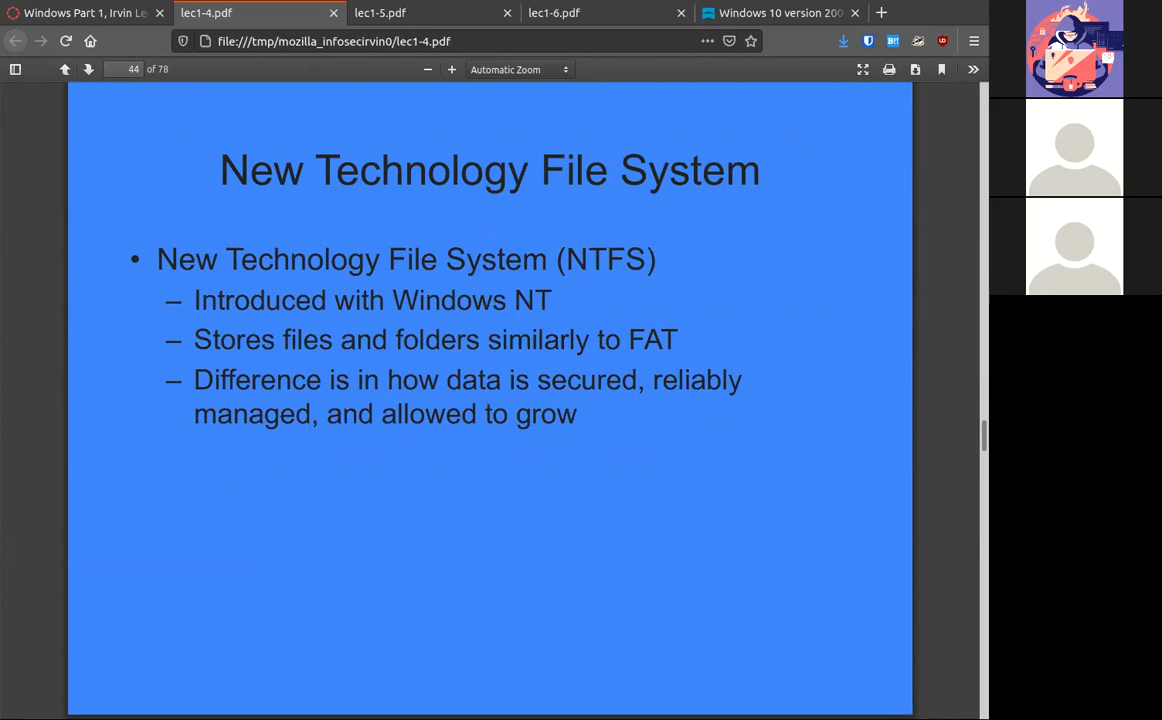 Windows Part 1, Irvin Le
lec1-4.pdf
lec1-5.pdf
lec1-6.pdf
Windows 10 version 200
file:///tmp/mozilla_infosecirvin0/lec1-4.pdf
44 of 78
Automatic Zoom
New Technology File System
• New Technology File System (NTFS)
– Introduced with Windows NT
– Stores files and folders similarly to FAT
– Difference is in how data is secured, reliably
managed, and allowed to grow